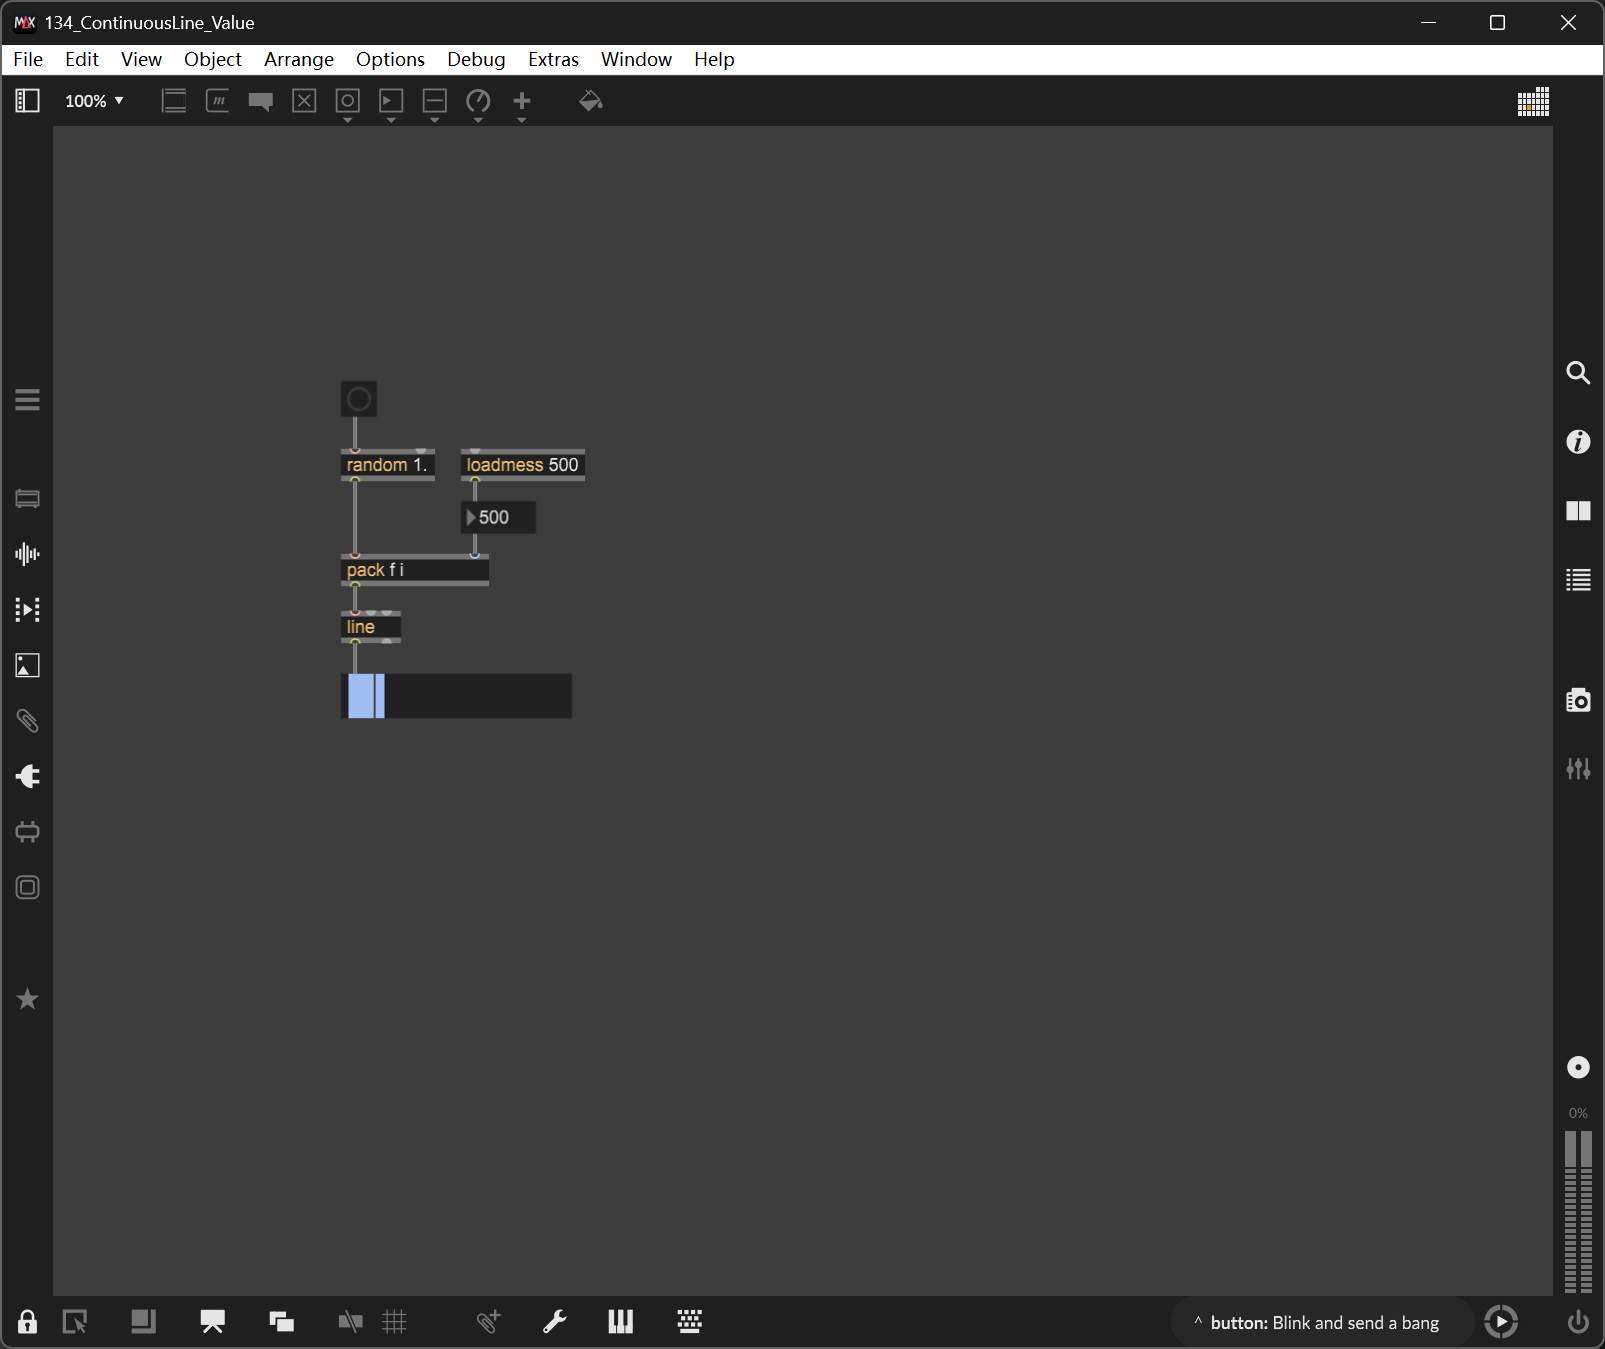 134_ContinuousLine_Value
File Edit View Object Arrange Options Debug Extras Window Help
100%
random 1.
loadmess 500
500
pack f i
line
0%
^ button: Blink and send a bang